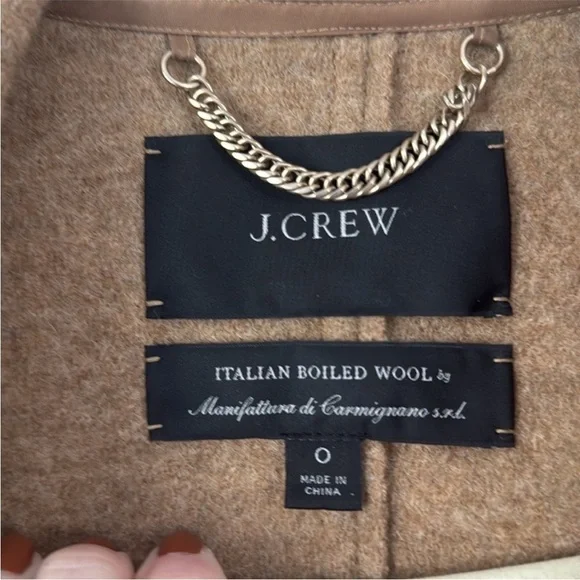 J.CREW
ITALIAN BOILED WOOL by
Manifattura di Carmignano s.r.l.
0
MADE IN
CHINA